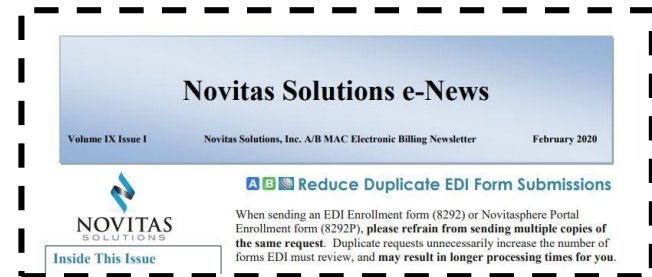 Novitas Solutions e-News
Volume IX Issue I Novitas Solutions, Inc. A/B MAC Electronic Billing Newsletter February 2020
A B Reduce Duplicate EDI Form Submissions
NOVITAS
SOLUTIONS
When sending an EDI Enrollment form (8292) or Novitasphere Portal
Enrollment form (8292P), please refrain from sending multiple copies of
the same request. Duplicate requests unnecessarily increase the number of
forms EDI must review, and may result in longer processing times for you.
Inside This Issue